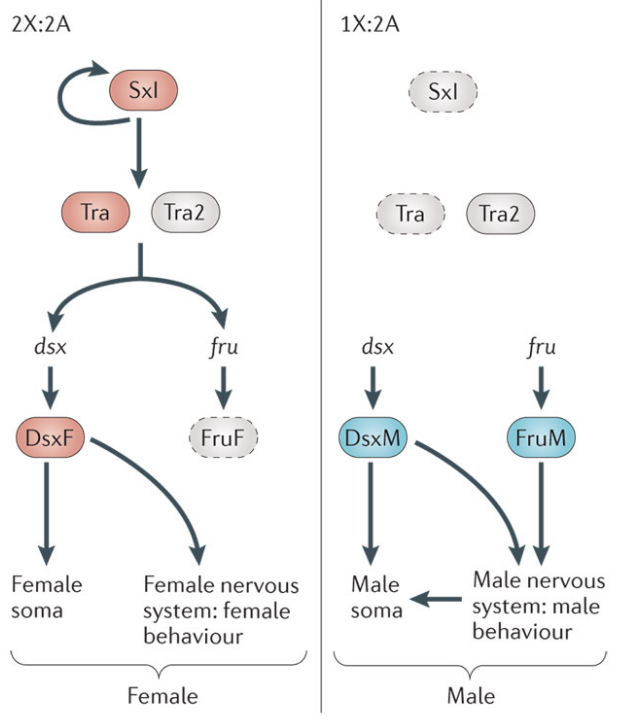 2X:2A
Sxl
Tra
Tra2
dsx
fru
DsxF
FruF
Female
soma
Female nervous
system: female
behaviour
Female
1X:2A
Sxl
Tra
Tra2
dsx
fru
DsxM
FruM
Male
soma
Male nervous
system: male
behaviour
Male